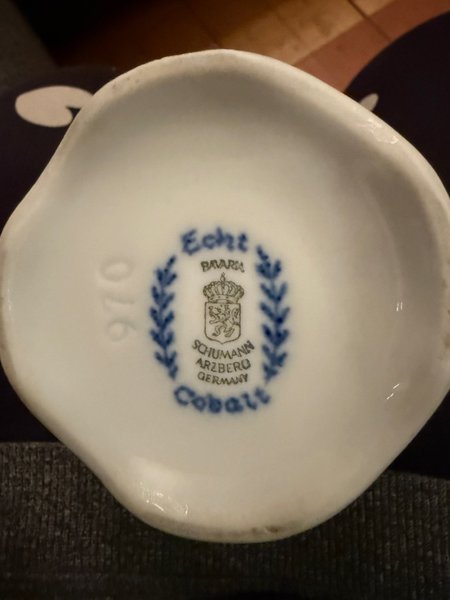 Echt
BAVARIA
SCHUMANN
ARZBERG
GERMANY
Cobalt
970